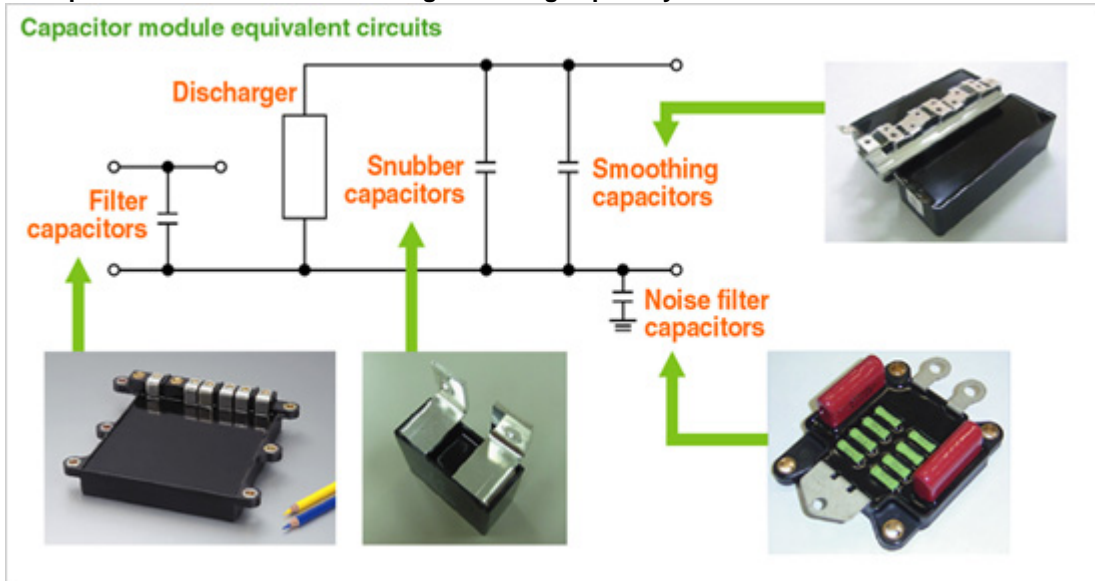 Capacitor module equivalent circuits
Discharger
Filter
capacitors
Snubber
capacitors
Smoothing
capacitors
Noise filter
capacitors